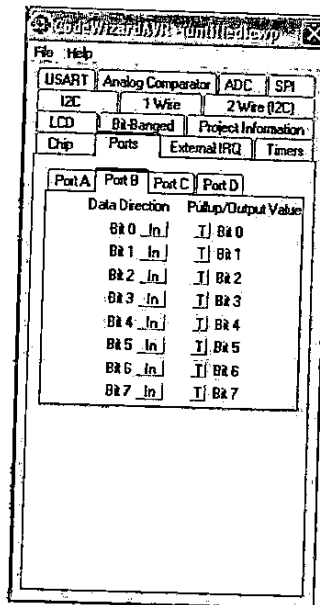 CodeWizardAVR - untitled.cwp
File Help
USART Analog Comparator ADC SPI
I2C 1 Wire 2 Wire (I2C)
LCD Bit-Banged Project Information
Chip Ports External IRQ Timers
Port A Port B Port C Port D
Data Direction Pullup/Output Value
Bit 0 In T Bit 0
Bit 1 In T Bit 1
Bit 2 In T Bit 2
Bit 3 In T Bit 3
Bit 4 In T Bit 4
Bit 5 In T Bit 5
Bit 6 In T Bit 6
Bit 7 In T Bit 7